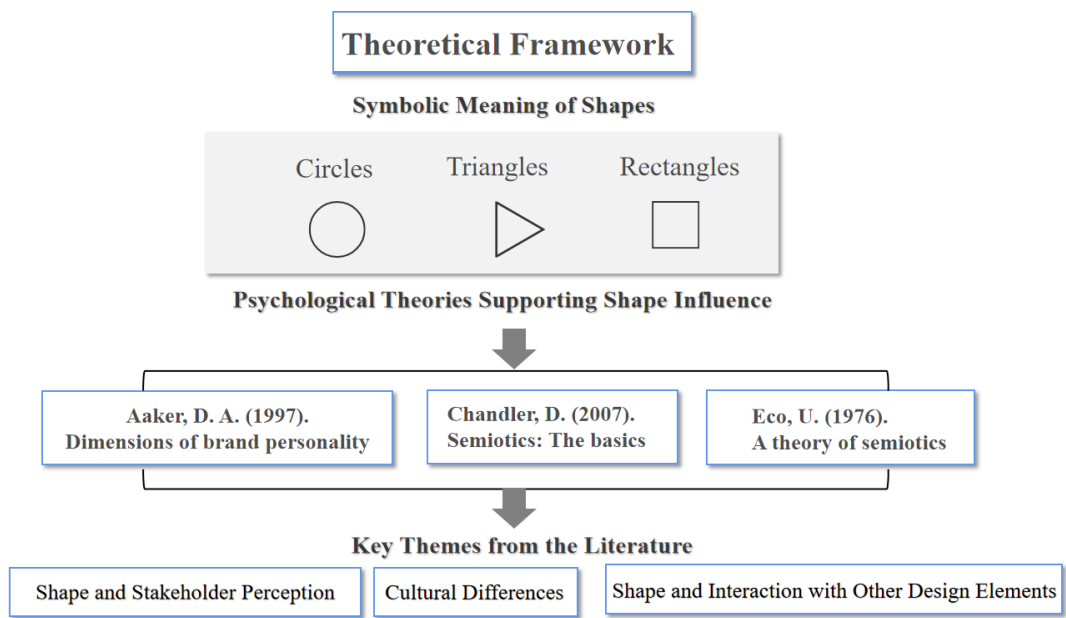 Theoretical Framework
Symbolic Meaning of Shapes
Circles Triangles Rectangles
Psychological Theories Supporting Shape Influence
Aaker, D. A. (1997).
Dimensions of brand personality
Chandler, D. (2007).
Semiotics: The basics
Eco, U. (1976).
A theory of semiotics
Key Themes from the Literature
Shape and Stakeholder Perception
Cultural Differences
Shape and Interaction with Other Design Elements